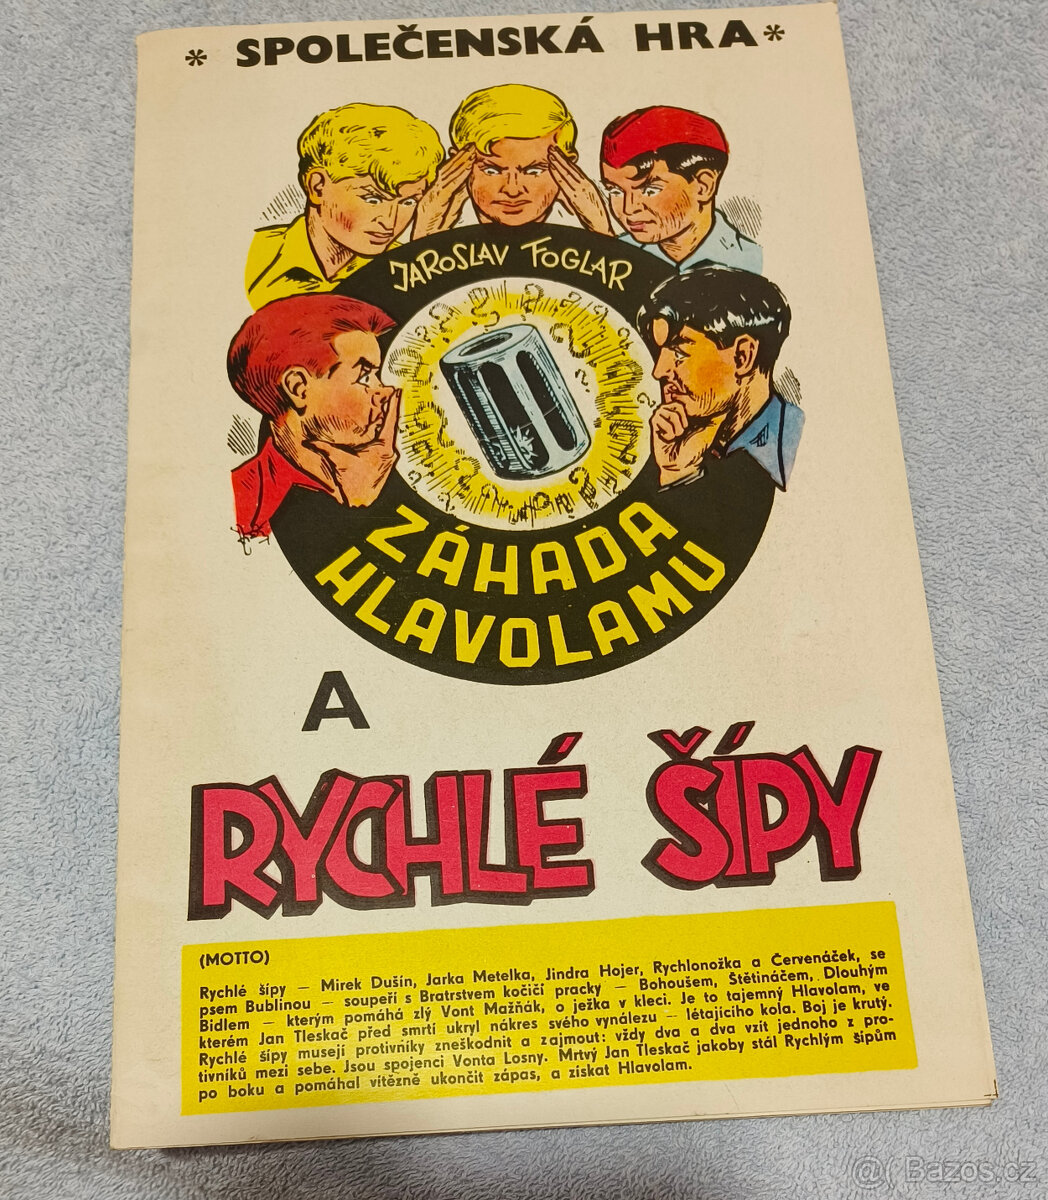 * SPOLEČENSKÁ HRA *
JAROSLAV FOGLAR
ZÁHADA
HLAVOLAMU
A
RYCHLÉ ŠÍPY
(MOTTO)
Rychlé šípy — Mirek Dušín, Jarka Metelka, Jindra Hojer, Rychlonožka a Červenáček, se
psem Bublinou — soupeří s Bratrstvem kočičí pracky — Bohoušem, Štětináčem, Dlouhým
Bidlem — kterým pomáhá zlý Vont Mažňák, o ježka v kleci. Je to tajemný Hlavolam, ve
kterém Jan Tleskač před smrtí ukryl nákres svého vynálezu — létajícího kola. Boj je krutý.
Rychlé šípy musejí protivníky zneškodnit a zajmout: vždy dva a dva vzít jednoho z pro-
tivníků mezi sebe. Jsou spojenci Vonta Losny. Mrtvý Jan Tleskač jakoby stál Rychlým šípům
po boku a pomáhal vítězně ukončit zápas, a získat Hlavolam.
Bazos.cz